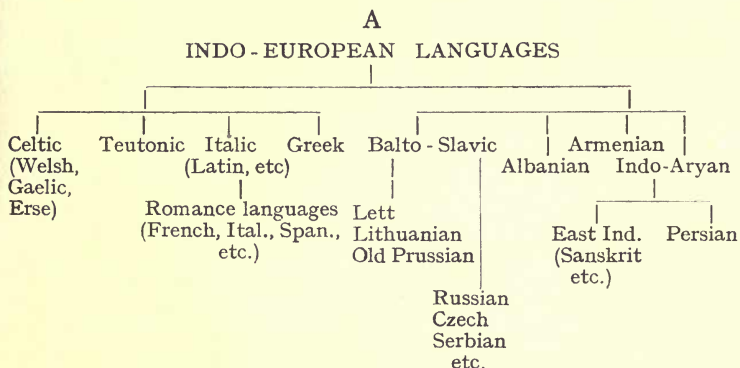 A
INDO - EUROPEAN LANGUAGES
Celtic
(Welsh,
Gaelic,
Erse)
Teutonic
Italic
(Latin, etc)
Romance languages
(French, Ital., Span.,
etc.)
Greek
Balto - Slavic
Lett
Lithuanian
Old Prussian
Russian
Czech
Serbian
etc.
Albanian
Armenian
Indo-Aryan
East Ind.
(Sanskrit
etc.)
Persian